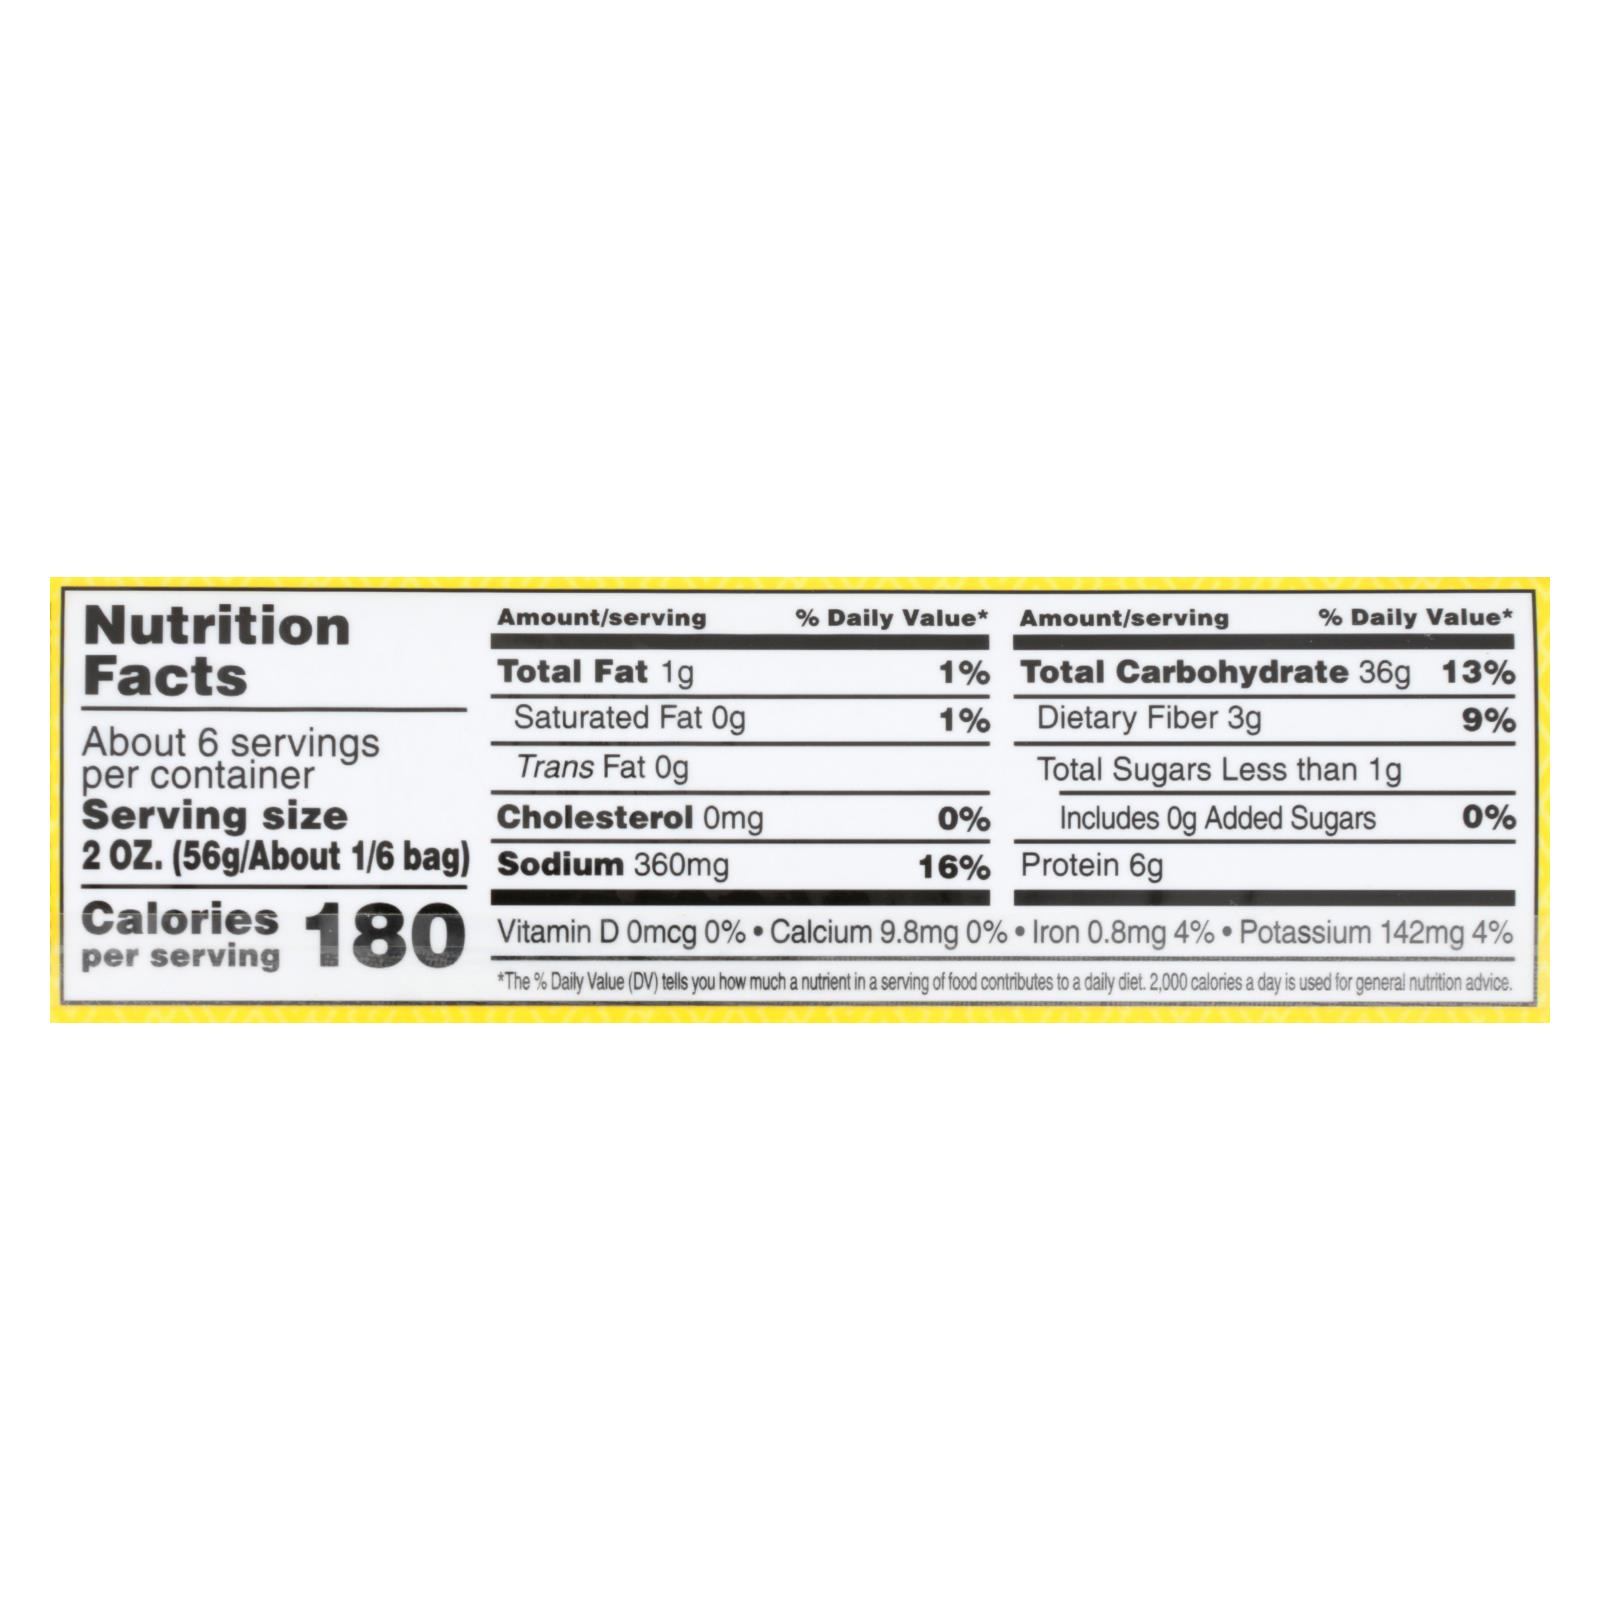 Nutrition
Facts
About 6 servings
per container
Serving size
2 OZ. (56g/About 1/6 bag)
Calories
per serving
180
Amount/serving % Daily Value*
Total Fat 1g 1%
Saturated Fat 0g 1%
Trans Fat 0g
Cholesterol 0mg 0%
Sodium 360mg 16%
Amount/serving % Daily Value*
Total Carbohydrate 36g 13%
Dietary Fiber 3g 9%
Total Sugars Less than 1g
Includes 0g Added Sugars 0%
Protein 6g
Vitamin D 0mcg 0% • Calcium 9.8mg 0% • Iron 0.8mg 4% • Potassium 142mg 4%
*The % Daily Value (DV) tells you how much a nutrient in a serving of food contributes to a daily diet. 2,000 calories a day is used for general nutrition advice.